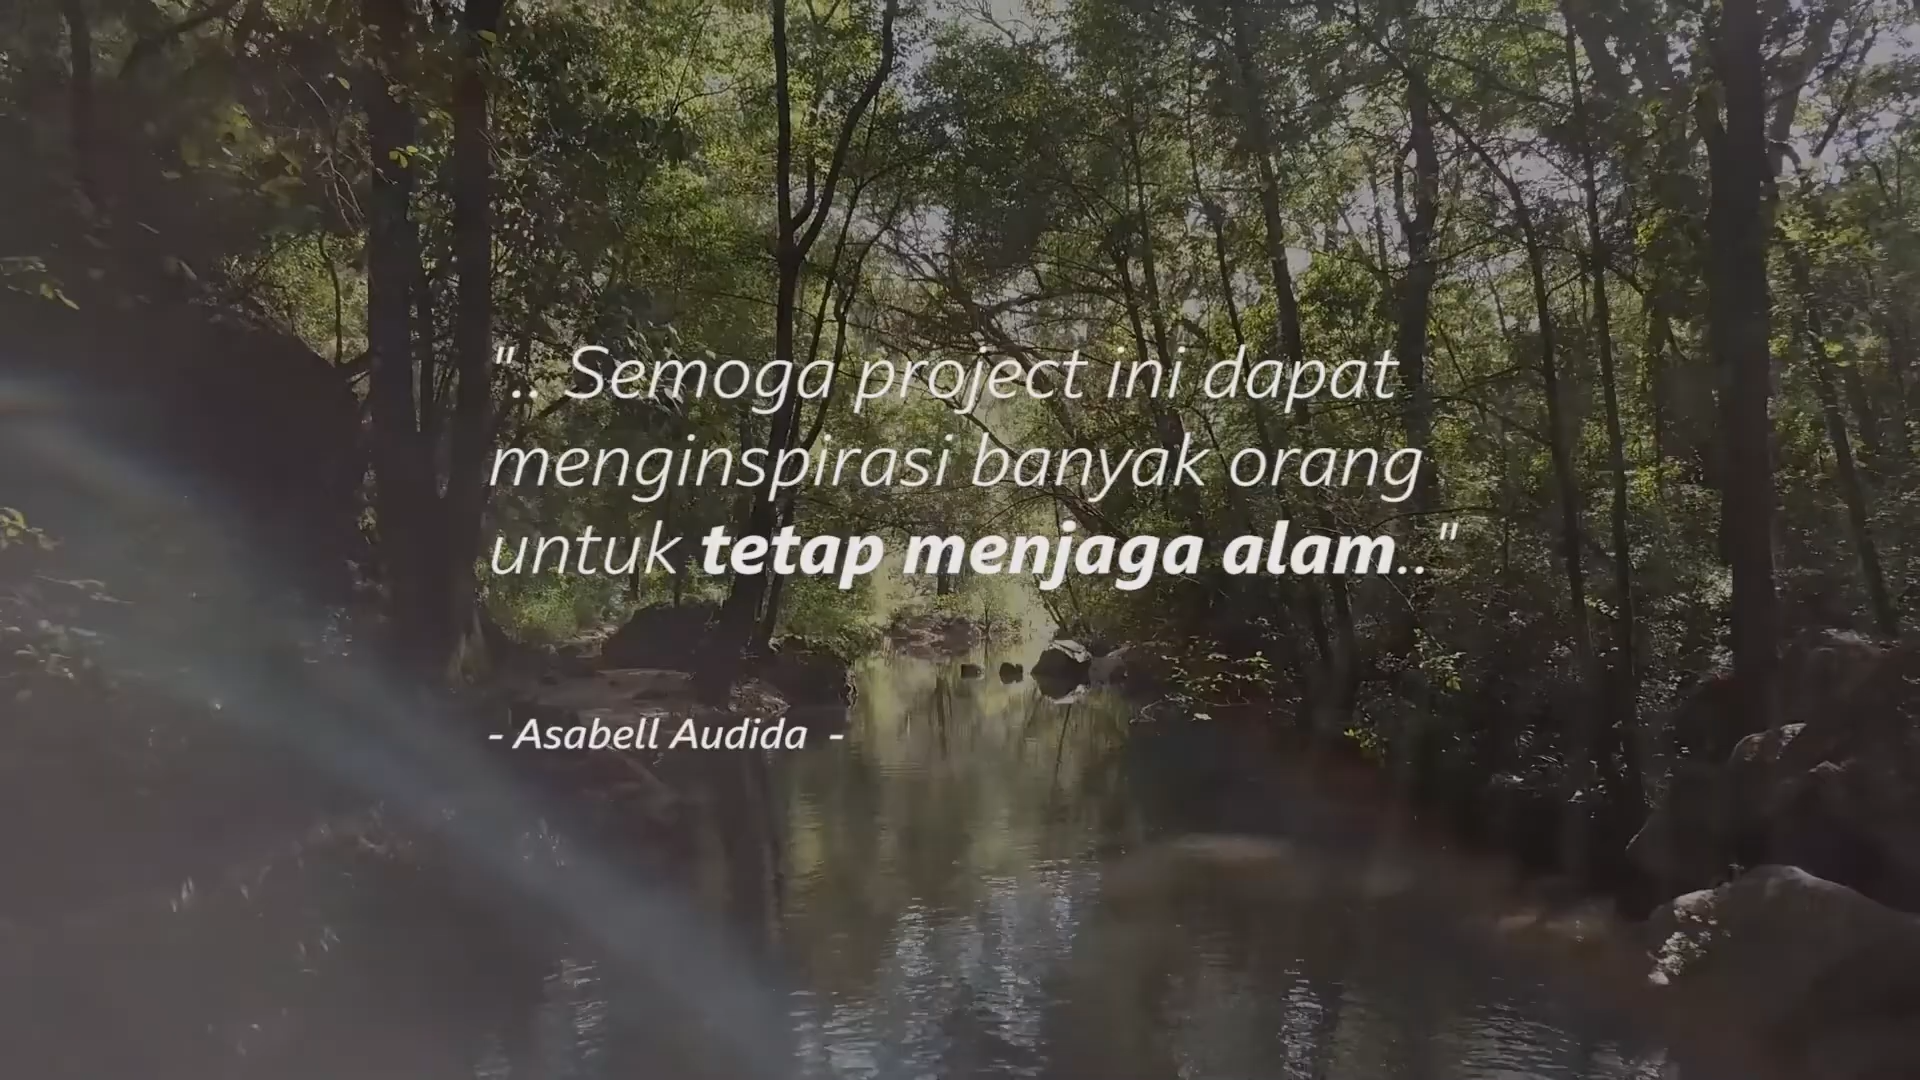 ".. Semoga project ini dapat
menginspirasi banyak orang
untuk tetap menjaga alam.."
- Asabell Audida -